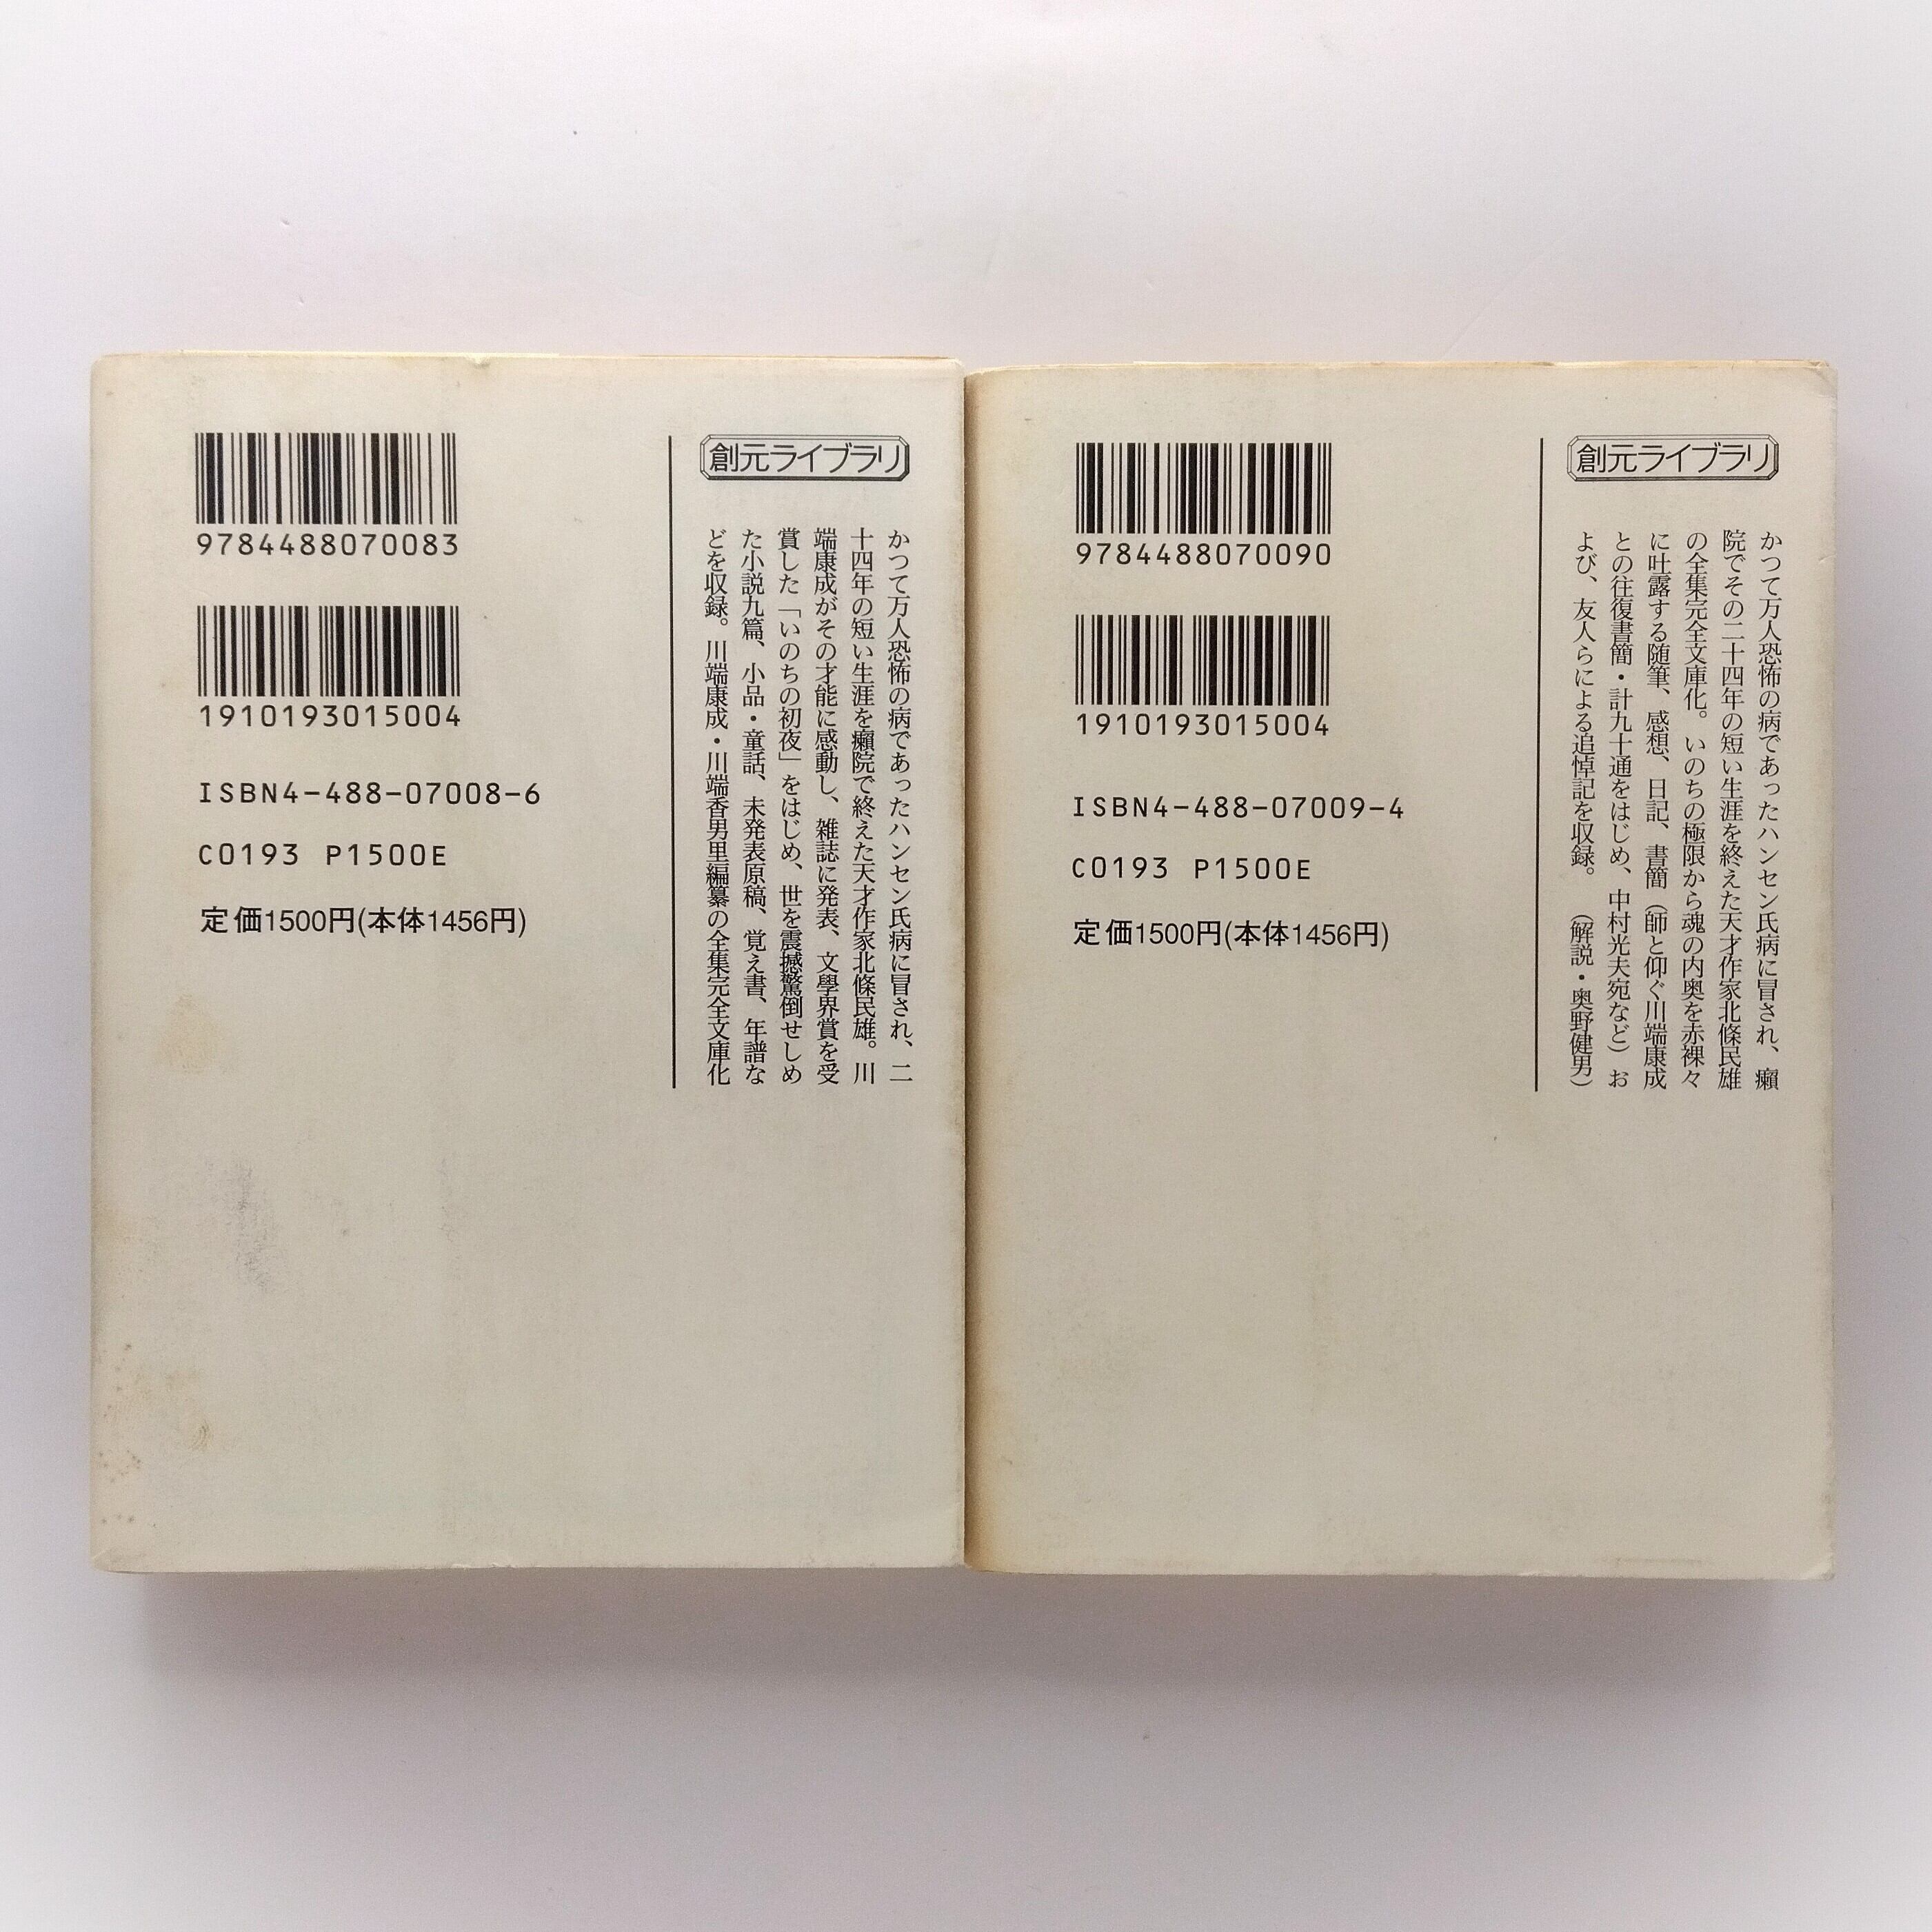 9784488070083
1910193015004
ISBN4-488-07008-6
C0193 P1500E
定価1500円(本体1456円)
創元ライブラリ
かつて万人恐怖の病であったハンセン氏病に冒され、二
十四年の短い生涯を癩院で終えた天才作家北條民雄。川
端康成がその才能に感動し、雑誌に発表、文學界賞を受
賞した「いのちの初夜」をはじめ、世を震撼驚倒せしめ
た小説九篇、小品・童話、未発表原稿、覚え書、年譜な
どを収録。川端康成・川端香男里編纂の全集完全文庫化
9784488070090
1910193015004
ISBN4-488-07009-4
C0193 P1500E
定価1500円(本体1456円)
創元ライブラリ
かつて万人恐怖の病であったハンセン氏病に冒され、癩
院でその二十四年の短い生涯を終えた天才作家北條民雄
の全集完全文庫化。いのちの極限から魂の内奥を赤裸々
に吐露する随筆、感想、日記、書簡（師と仰ぐ川端康成
との往復書簡・計九十通をはじめ、中村光夫宛など）お
よび、友人らによる追悼記を収録。（解説・奥野健男）